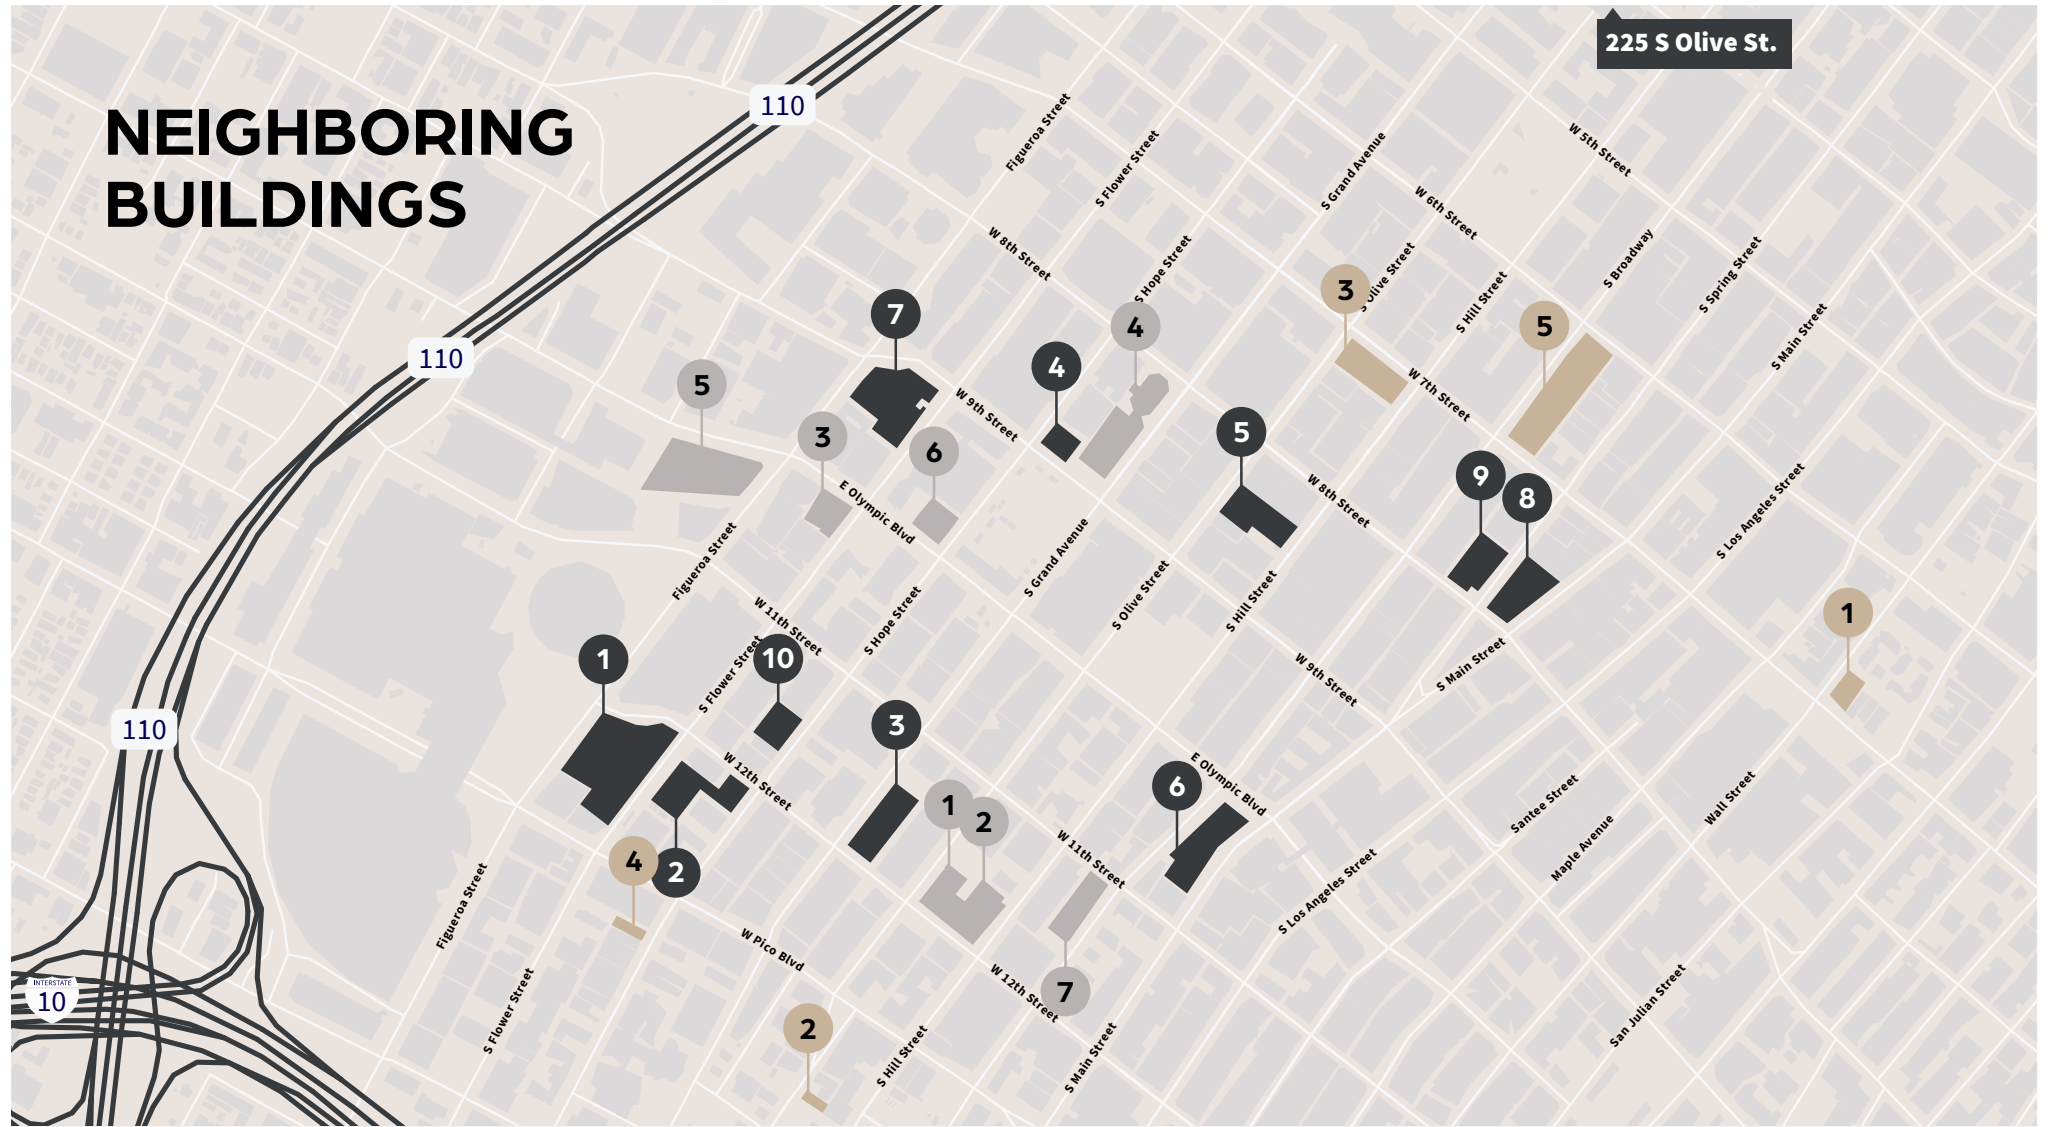 225 S Olive St.
NEIGHBORING
BUILDINGS
110
110
110
INTERSTATE
10
Figueroa Street
S Flower Street
S Grand Avenue
W 5th Street
W 6th Street
W 8th Street
S Hope Street
S Olive Street
S Hill Street
S Broadway
S Spring Street
S Main Street
3
5
7
4
4
5
3
6
W 9th Street
W 7th Street
5
9
8
E Olympic Blvd
W 8th Street
S Los Angeles Street
Figueroa Street
S Grand Avenue
S Olive Street
S Hill Street
S Hope Street
W 11th Street
S Flower Street
1
10
1
W 9th Street
S Main Street
3
W 12th Street
1
2
6
E Olympic Blvd
W 11th Street
Santee Street
Wall Street
Maple Avenue
4
2
Figueroa Street
W Pico Blvd
S Los Angeles Street
W 12th Street
7
S Flower Street
2
S Hill Street
S Main Street
San Julian Street